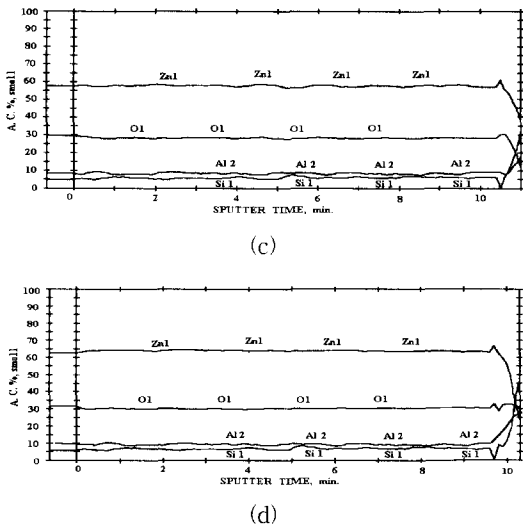 100
90
80
70
60
50
40
30
20
10
0
A. C. %, small
Zn1 Zn1 Zn1 Zn1
O1 O1 O1 O1
Al 2 Al 2 Al 2 Al 2
Si 1 Si 1 Si 1 Si 1
0 2 4 6 8 10
SPUTTER TIME, min.
(c)
100
90
80
70
60
50
40
30
20
10
0
A. C. %, small
Zn1 Zn1 Zn1 Zn1
O1 O1 O1 O1
Al 2 Al 2 Al 2 Al 2
Si 1 Si 1 Si 1 Si 1
0 2 4 6 8 10
SPUTTER TIME, min.
(d)